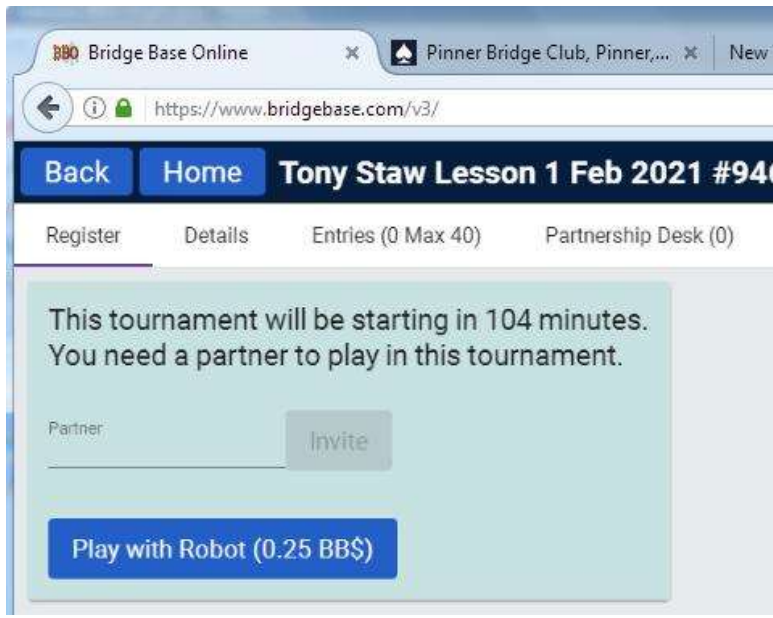 BBO Bridge Base Online
Pinner Bridge Club, Pinner,...
New
https://www.bridgebase.com/v3/
Back
Home
Tony Staw Lesson 1 Feb 2021 #946
Register
Details
Entries (0 Max 40)
Partnership Desk (0)
This tournament will be starting in 104 minutes.
You need a partner to play in this tournament.
Partner
Invite
Play with Robot (0.25 BB$)